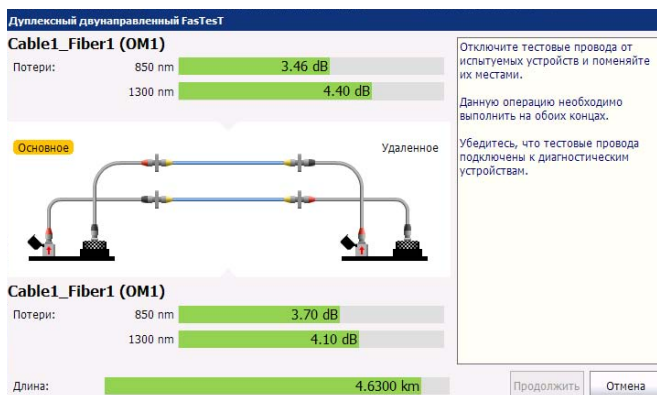 Дуплексный двунаправленный FasTesT
Cable1_Fiber1 (OM1)
Потери:
850 nm
3.46 dB
1300 nm
4.40 dB
Отключите тестовые провода от
испытуемых устройств и поменяйте
их местами.
Данную операцию необходимо
выполнить на обоих концах.
Убедитесь, что тестовые провода
подключены к диагностическим
устройствам.
Основное
Удаленное
Cable1_Fiber1 (OM1)
Потери:
850 nm
3.70 dB
1300 nm
4.10 dB
Длина:
4.6300 km
Продолжить
Отмена